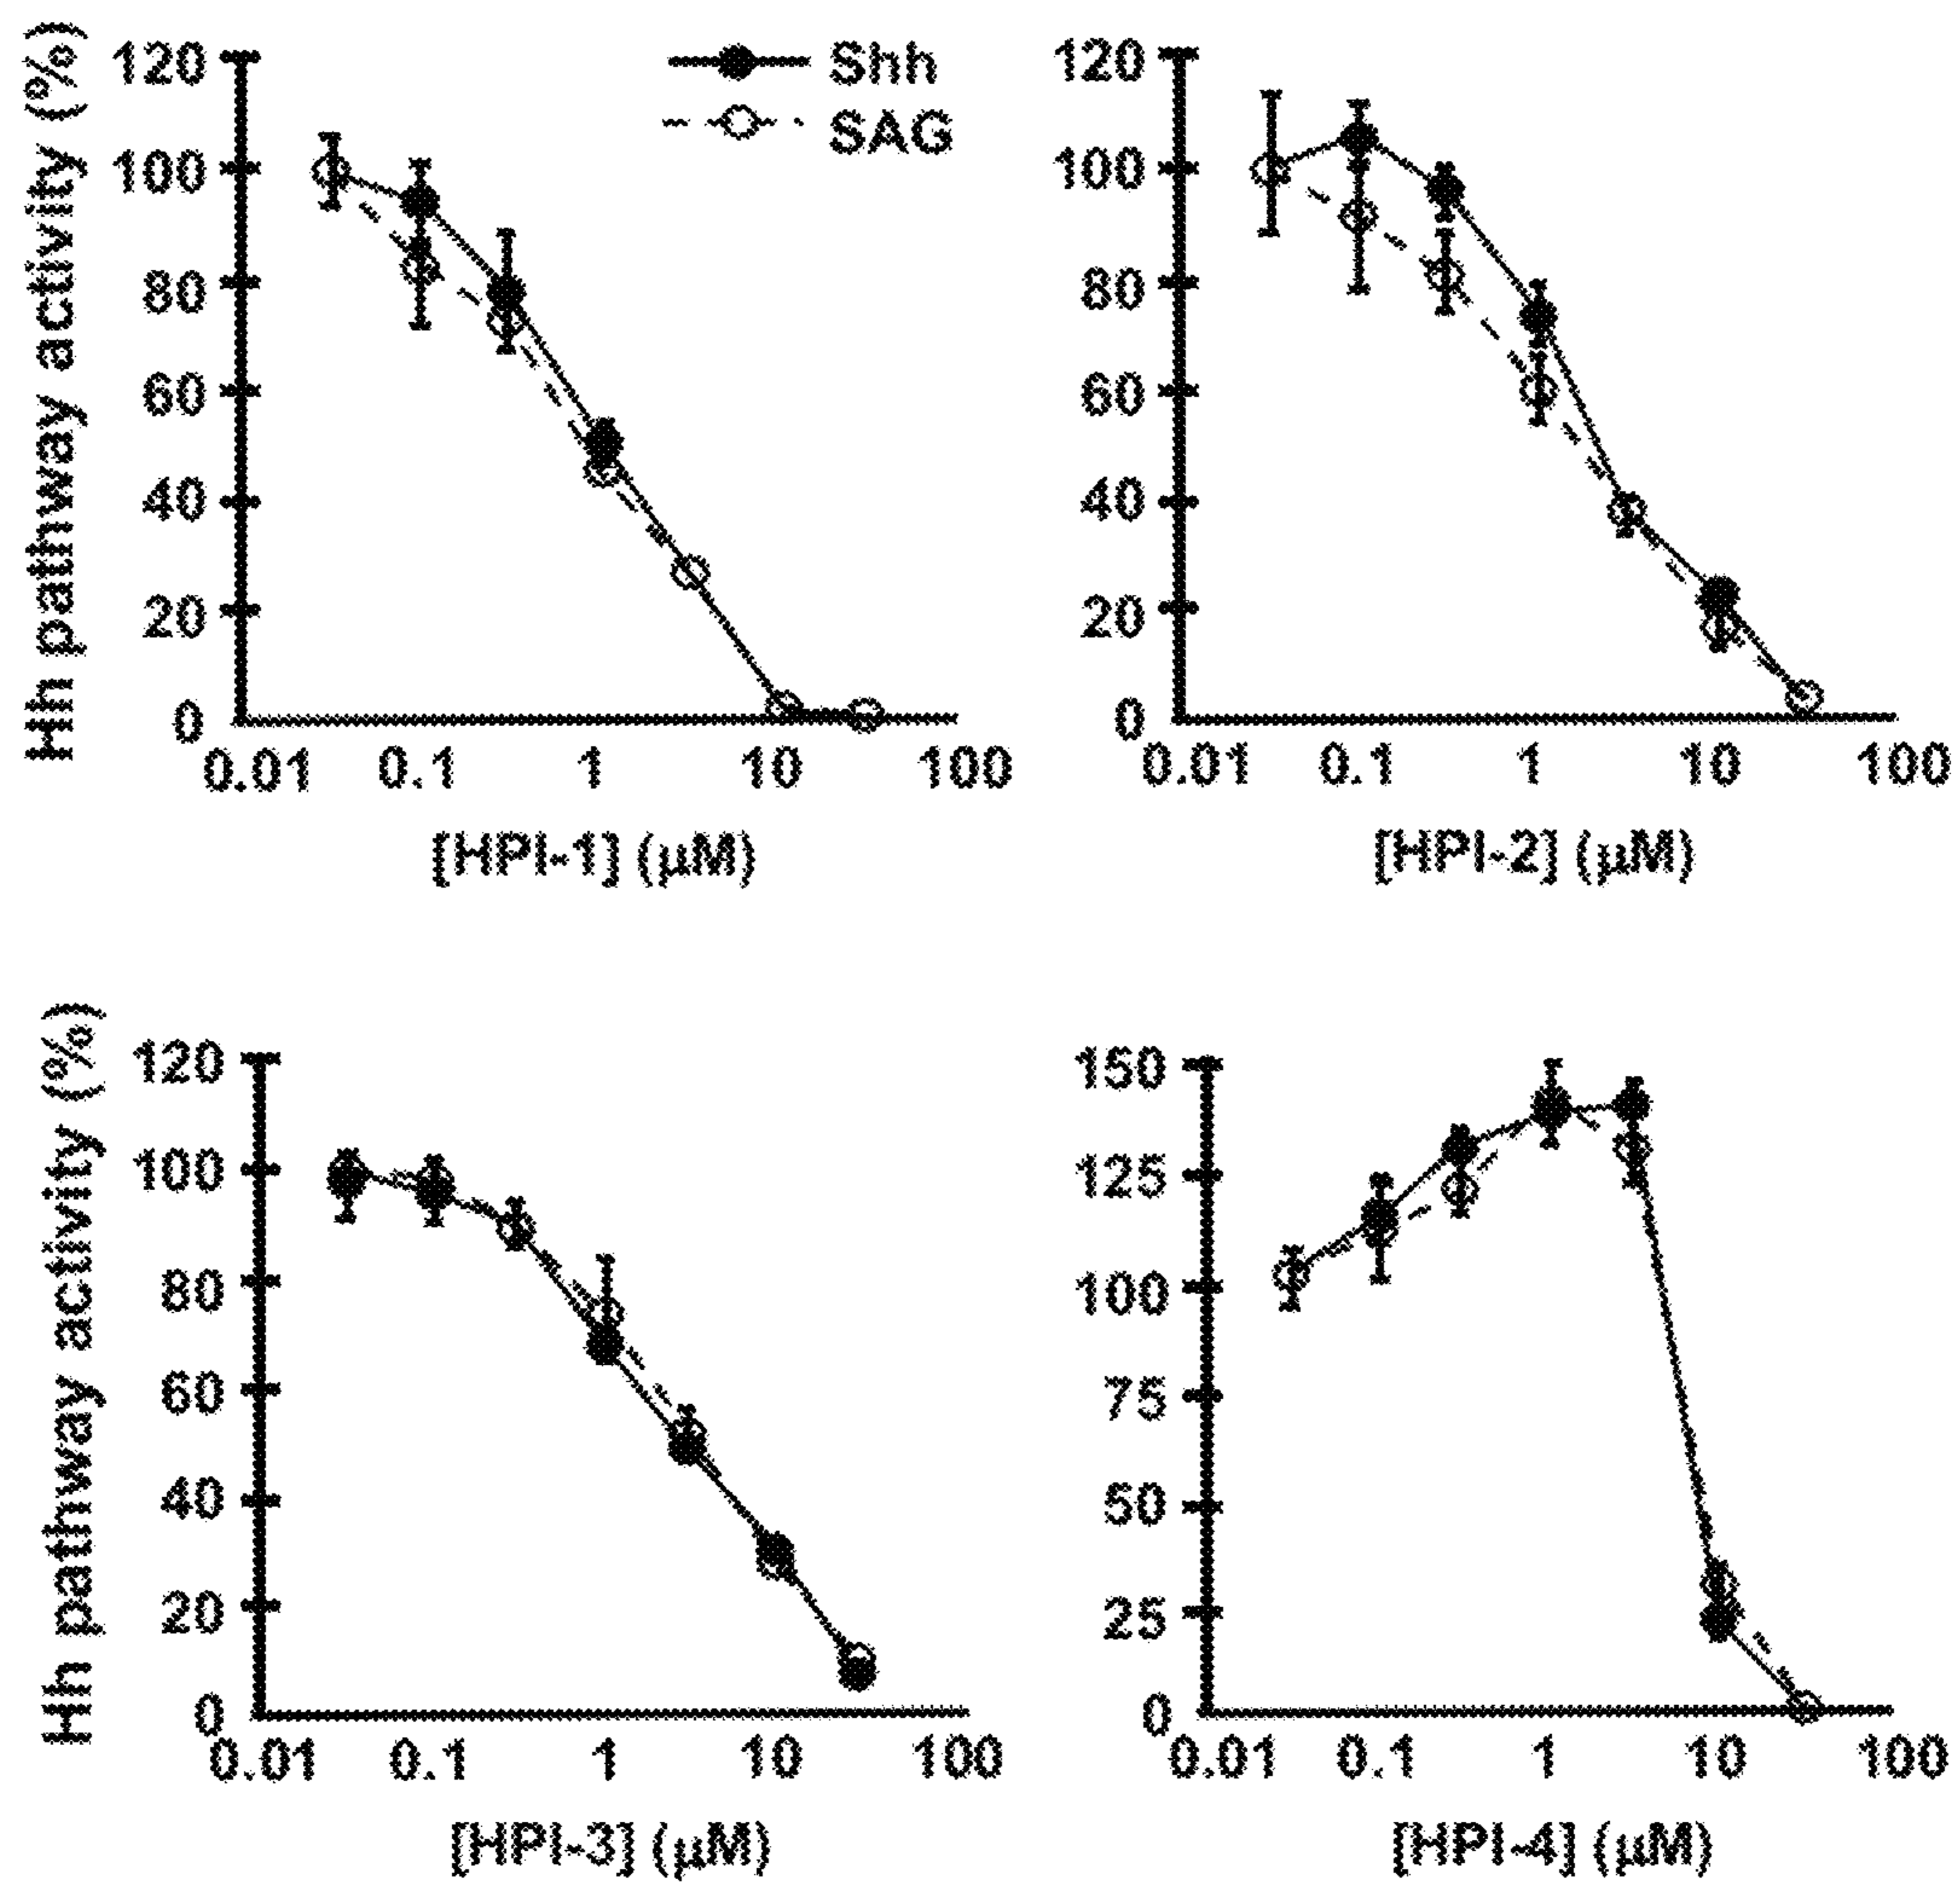 Hh pathway activity (%)
120
100
80
60
40
20
0
0.01 0.1 1 10 100
[HPI-1] (μM)
Shh
SAG
120
100
80
60
40
20
0
0.01 0.1 1 10 100
[HPI-2] (μM)
Hh pathway activity (%)
120
100
80
60
40
20
0
0.01 0.1 1 10 100
[HPI-3] (μM)
150
125
100
75
50
25
0
0.01 0.1 1 10 100
[HPI-4] (μM)